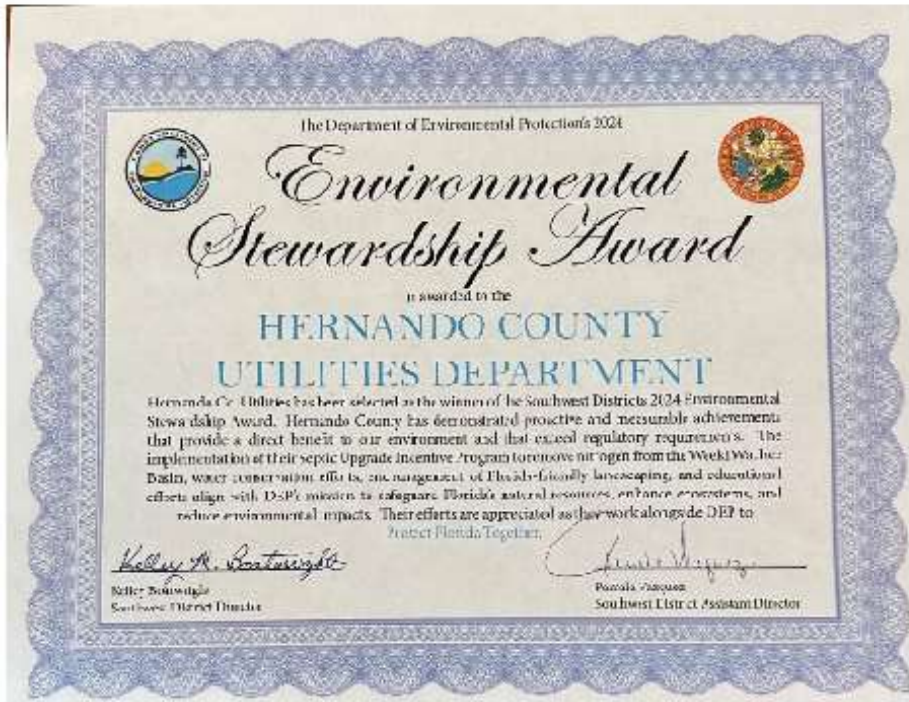 The Department of Environmental Protection's 2024
Environmental
Stewardship Award
is awarded to the
HERNANDO COUNTY
UTILITIES DEPARTMENT
Hernando Co. Utilities has been selected as the winner of the Southwest Districts 2024 Environmental
Stewardship Award. Hernando County has demonstrated proactive and measurable achievements
that provide a direct benefit to our environment and that exceed regulatory requirements. The
implementation of their Septic Upgrade Incentive Program to remove nitrogen from the Weeki Wachee
Basin, water conservation efforts, encouragement of Florida-friendly landscaping, and educational
efforts align with DEP's mission to safeguard Florida's natural resources, enhance ecosystems, and
reduce environmental impacts. Their efforts are appreciated as they work alongside DEP to
Protect Florida Together.
Kelley M. Boatwright
Kelley Boatwright
Southwest District Director
Pamala Vazquez
Southwest District Assistant Director